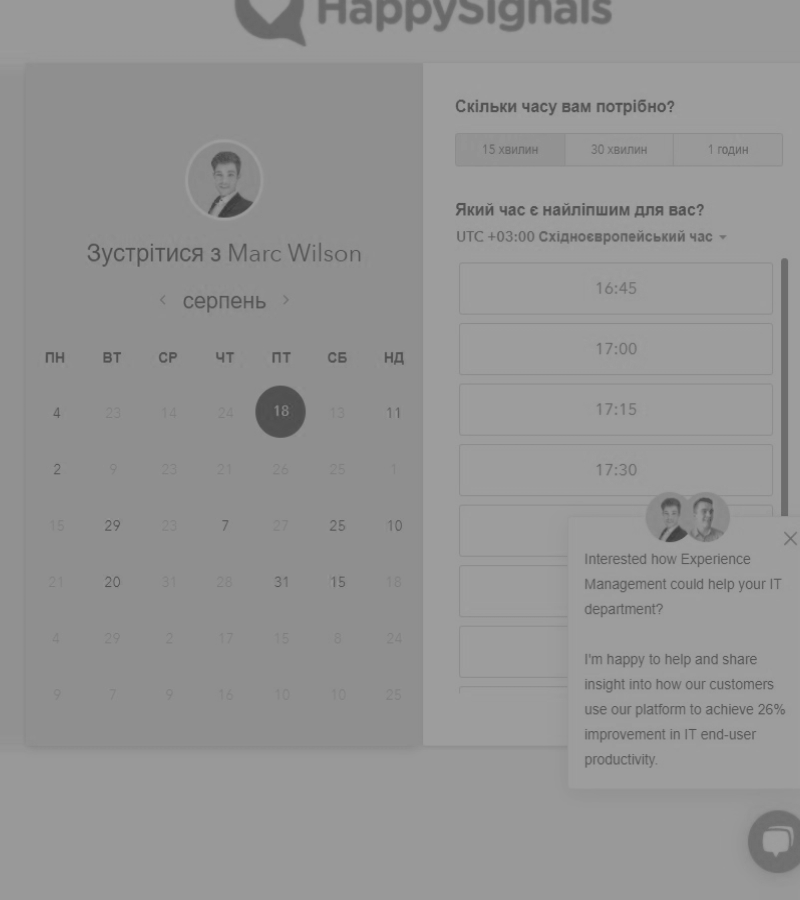 HappySignals
Зустрітися з Marc Wilson
серпень
ПН ВТ СР ЧТ ПТ СБ НД
4 23 14 24 18 13 11
2 9 23 21 26 25 1
15 29 23 7 27 25 10
21 20 31 28 31 15 18
4 29 2 17 15 8 24
9 7 9 16 10 10 25
Скільки часу вам потрібно?
15 хвилин 30 хвилин 1 годин
Який час є найліпшим для вас?
UTC +03:00 Східноєвропейський час
16:45
17:00
17:15
17:30
Interested how Experience
Management could help your IT
department?
I'm happy to help and share
insight into how our customers
use our platform to achieve 26%
improvement in IT end-user
productivity.